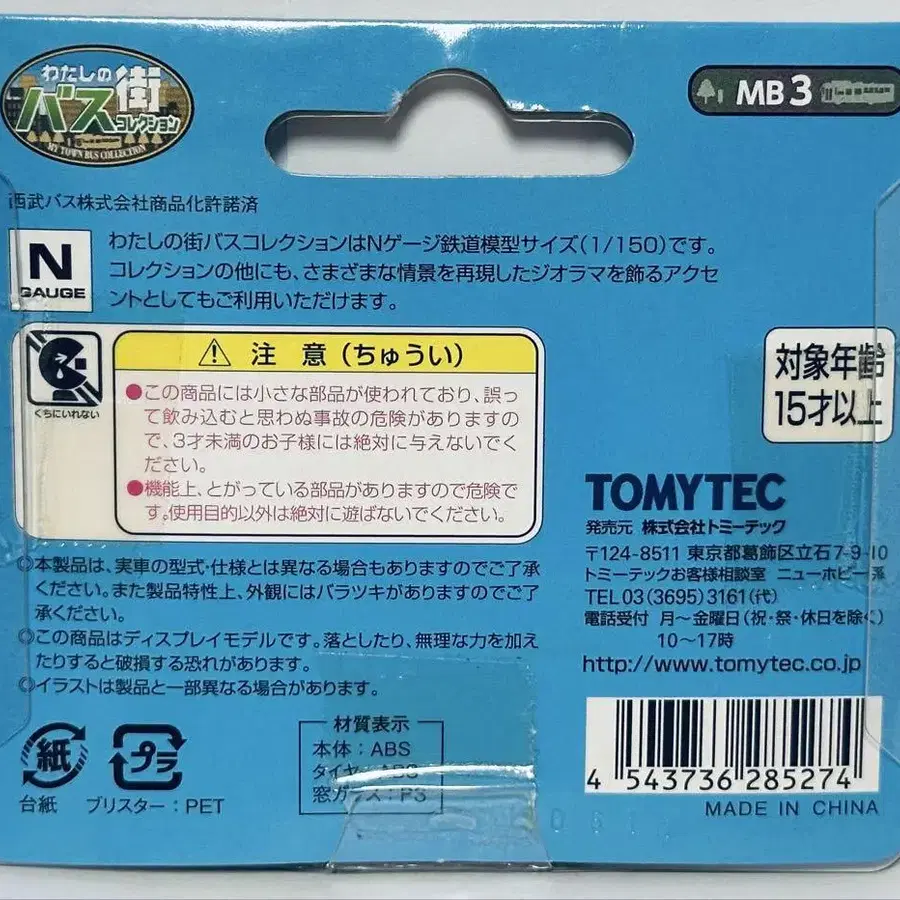 わたしの
街
バス
コレクション
MY TOWN BUS COLLECTION
MB 3
西武バス株式会社商品化許諾済
N
GAUGE
わたしの街バスコレクションはNゲージ鉄道模型サイズ(1/150)です。
コレクションの他にも、さまざまな情景を再現したジオラマを飾るアクセ
ントとしてもご利用いただけます。
くちにいれない
注 意(ちゅうい)
●この商品には小さな部品が使われており、誤
って飲み込むと思わぬ事故の危険がありますの
で、3才未満のお子様には絶対に与えないでく
ださい。
●機能上、とがっている部品がありますので危険で
す。使用目的以外は絶対に遊ばないでください。
対象年齢
15才以上
TOMYTEC
発売元 株式会社トミーテック
〒124-8511 東京都葛飾区立石7-9-10
トミーテックお客様相談室 ニューホビー係
TEL 03(3695)3161(代)
電話受付 月〜金曜日(祝・祭・休日を除く)
10〜17時
http://www.tomytec.co.jp
◎本製品は、実車の型式・仕様とは異なる場合もありますのでご了承
ください。また製品特性上、外観にはバラツキがありますのでご了
承ください。
◎この商品はディスプレイモデルです。落としたり、無理な力を加え
たりすると破損する恐れがあります。
◎イラストは製品と一部異なる場合があります。
紙
台紙
プラ
ブリスター：PET
材質表示
本体：ABS
タイヤ：ABS
窓ガラス：PS
4 543736 285274
MADE IN CHINA